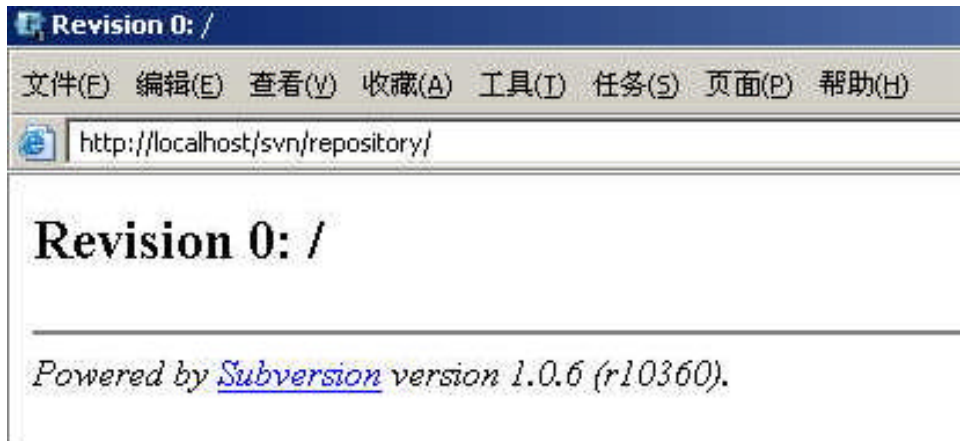 Revision 0: /
文件(F) 编辑(E) 查看(V) 收藏(A) 工具(T) 任务(S) 页面(P) 帮助(H)
http://localhost/svn/repository/
Revision 0: /
Powered by Subversion version 1.0.6 (r10360).